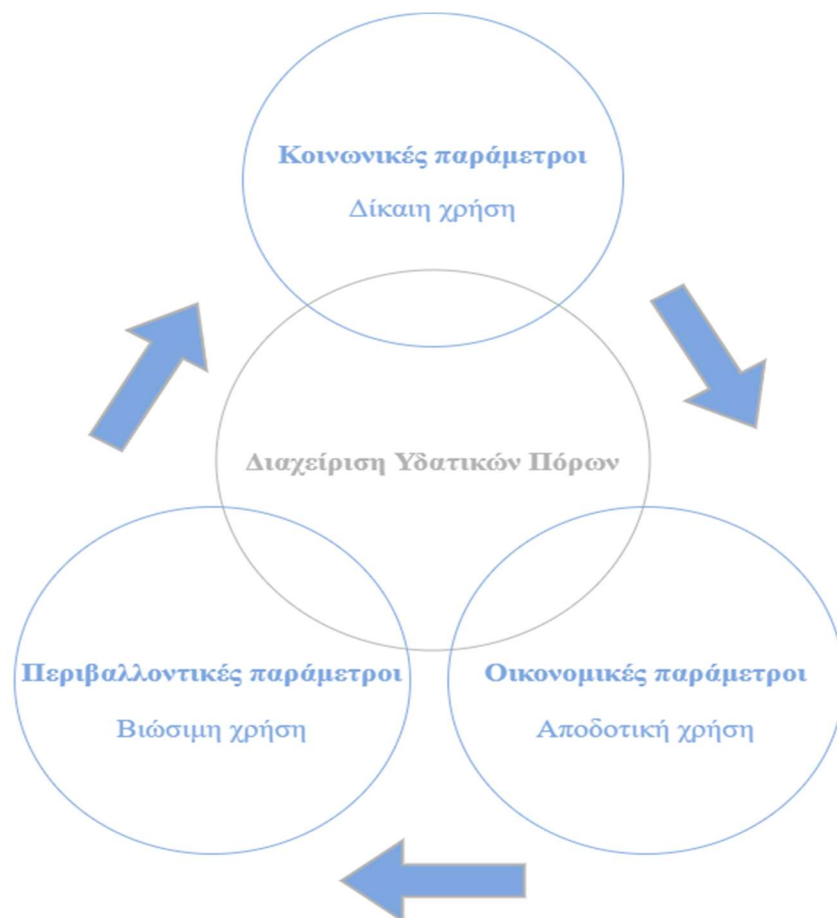 Κοινωνικές παράμετροι
Δίκαιη χρήση
Διαχείριση Υδατικών Πόρων
Περιβαλλοντικές παράμετροι
Βιώσιμη χρήση
Οικονομικές παράμετροι
Αποδοτική χρήση